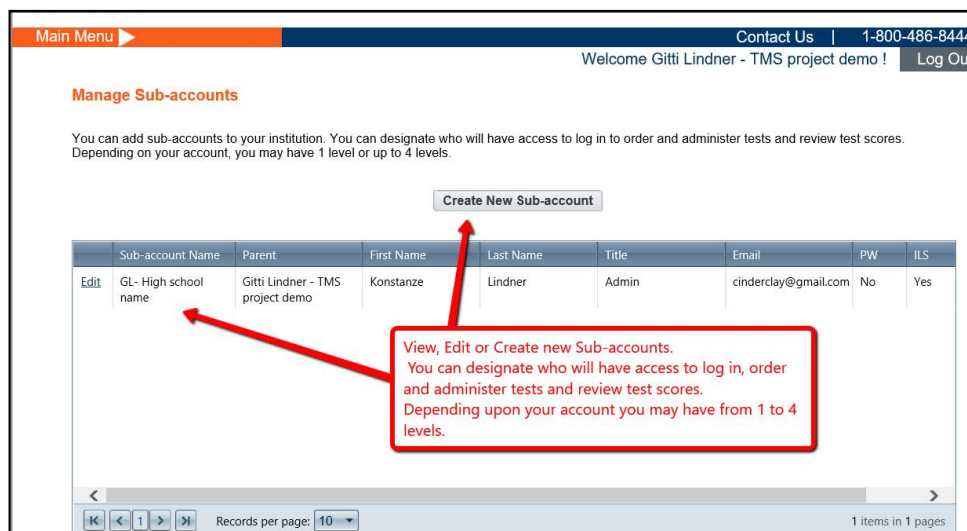 Main Menu
Contact Us | 1-800-486-8444
Welcome Gitti Lindner - TMS project demo ! Log Ou
Manage Sub-accounts
You can add sub-accounts to your institution. You can designate who will have access to log in to order and administer tests and review test scores.
Depending on your account, you may have 1 level or up to 4 levels.
Create New Sub-account
Sub-account Name Parent First Name Last Name Title Email PW ILS
Edit GL- High school Gitti Lindner - TMS Konstanze Lindner Admin cinderclay@gmail.com No Yes
name project demo
View, Edit or Create new Sub-accounts.
You can designate who will have access to log in, order
and administer tests and review test scores.
Depending upon your account you may have from 1 to 4
levels.
1 Records per page: 10 1 items in 1 pages